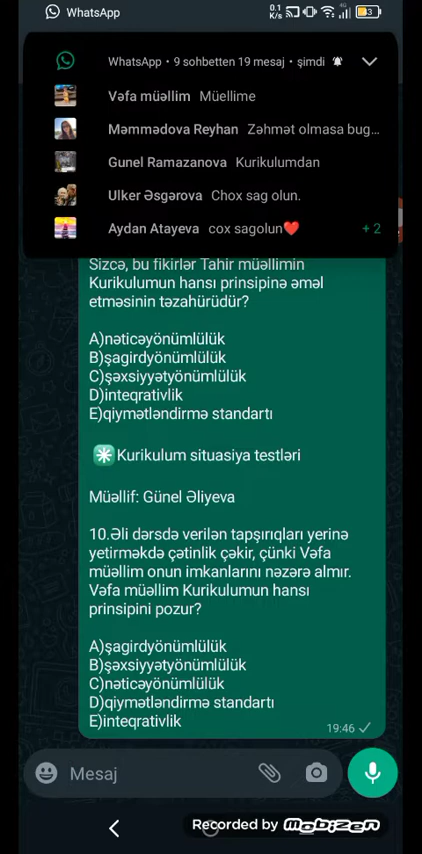 WhatsApp
0.1
K/s
4G
3
WhatsApp • 9 sohbetten 19 mesaj • şimdi
Vəfa müəllim Müellime
Məmmədova Reyhan Zəhmət olmasa bug...
Gunel Ramazanova Kurikulumdan
Ulker Əsgərova Chox sag olun.
Aydan Atayeva cox sagolun❤️ + 2
Sizcə, bu fikirlər Tahir müəllimin
Kurikulumun hansı prinsipinə əməl
etməsinin təzahürüdür?
A)nəticəyönümlülük
B)şagirdyönümlülük
C)şəxsiyyətyönümlülük
D)inteqrativlik
E)qiymətləndirmə standartı
✳️Kurikulum situasiya testləri
Müəllif: Günel Əliyeva
10.Əli dərsdə verilən tapşırıqları yerinə
yetirməkdə çətinlik çəkir, çünki Vəfa
müəllim onun imkanlarını nəzərə almır.
Vəfa müəllim Kurikulumun hansı
prinsipini pozur?
A)şagirdyönümlülük
B)şəxsiyyətyönümlülük
C)nəticəyönümlülük
D)qiymətləndirmə standartı
E)inteqrativlik
19:46
Mesaj
Recorded by MOBIZEN